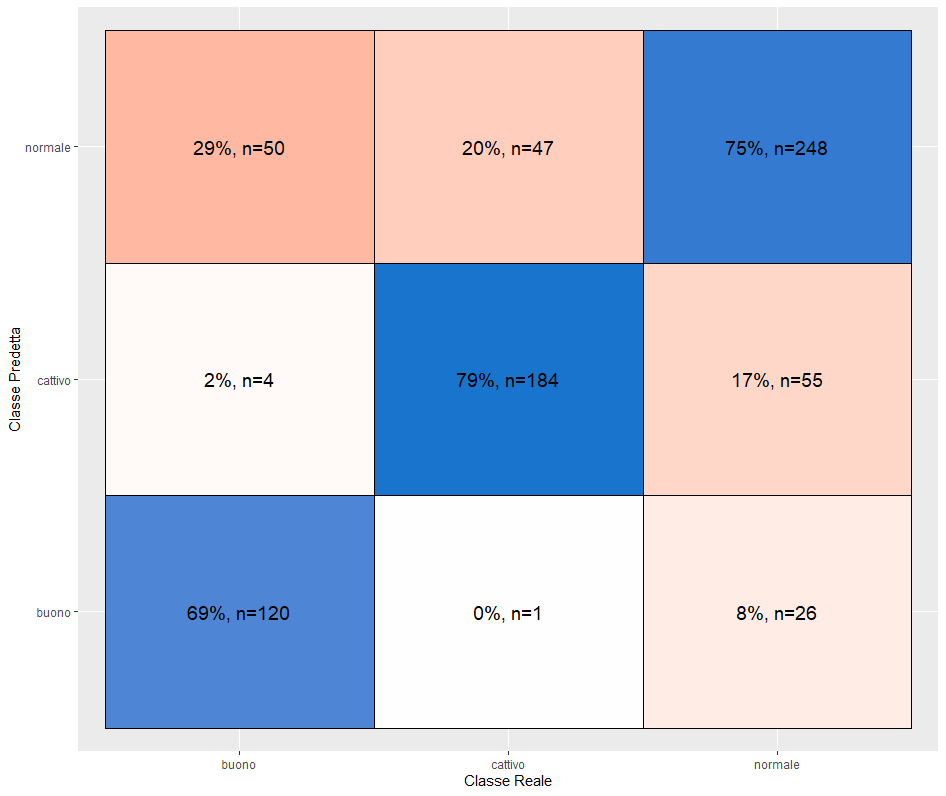 normale
29%, n=50
20%, n=47
75%, n=248
Classe Predetta
cattivo
2%, n=4
79%, n=184
17%, n=55
buono
69%, n=120
0%, n=1
8%, n=26
buono
cattivo
normale
Classe Reale